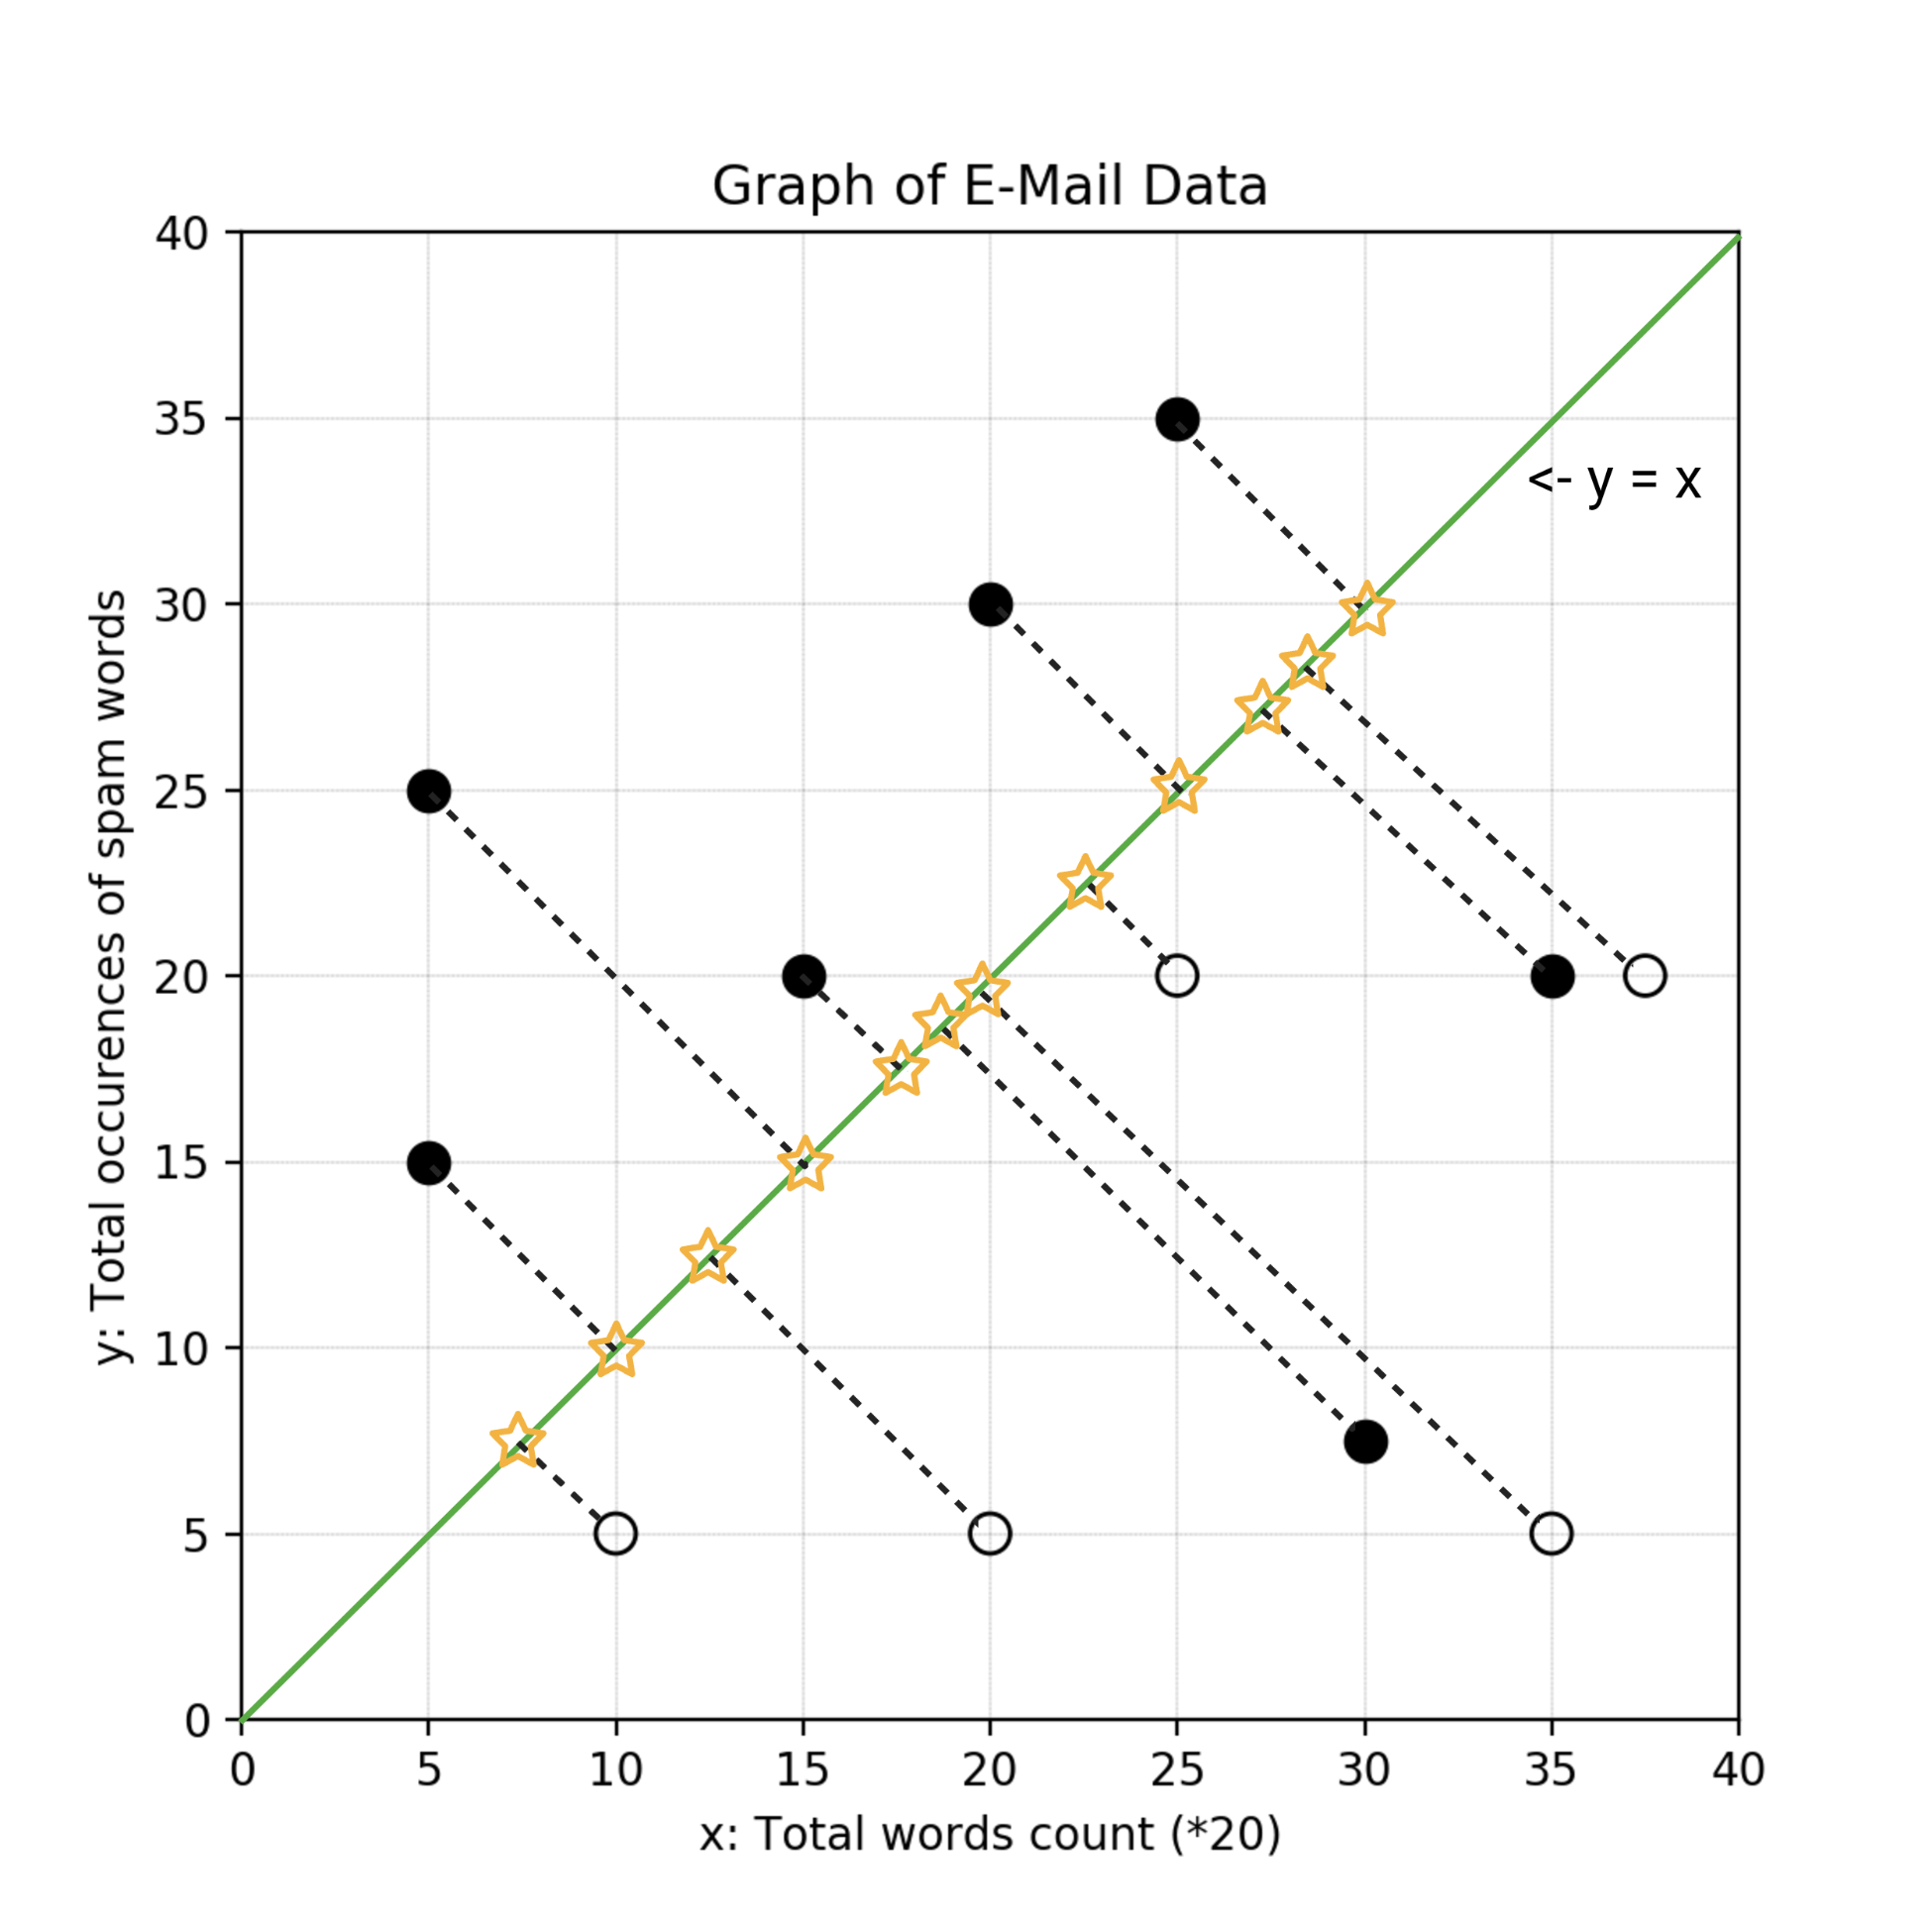 Graph of E-Mail Data
40
35
<- y = x
30
25
20
15
10
5
0
y: Total occurences of spam words
0 5 10 15 20 25 30 35 40
x: Total words count (*20)